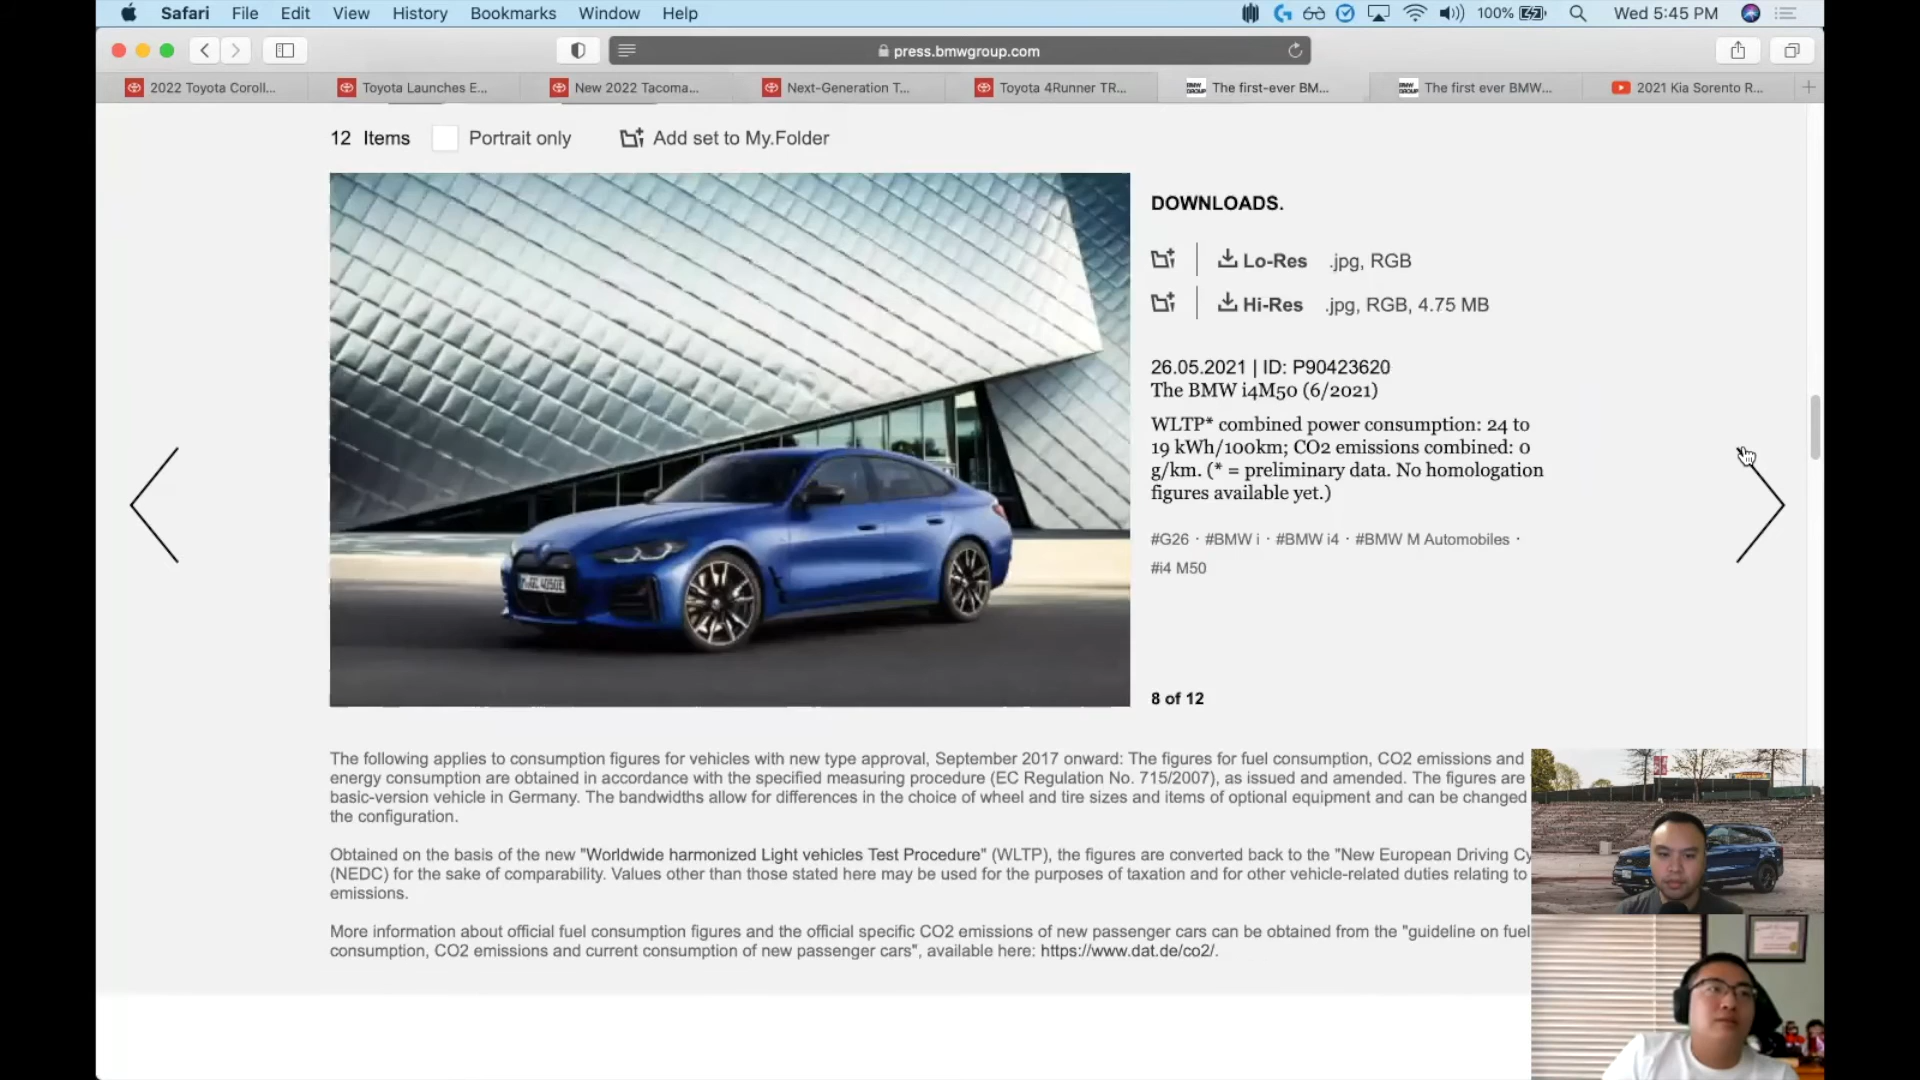 Safari File Edit View History Bookmarks Window Help 100% Wed 5:45 PM
press.bmwgroup.com
2022 Toyota Coroll... Toyota Launches E... New 2022 Tacoma... Next-Generation T... Toyota 4Runner TR... The first-ever BM... The first ever BMW... 2021 Kia Sorento R...
12 Items Portrait only Add set to My.Folder
DOWNLOADS.
Lo-Res .jpg, RGB
Hi-Res .jpg, RGB, 4.75 MB
26.05.2021 | ID: P90423620
The BMW i4M50 (6/2021)
WLTP* combined power consumption: 24 to
19 kWh/100km; CO2 emissions combined: 0
g/km. (* = preliminary data. No homologation
figures available yet.)
#G26 · #BMW i · #BMW i4 · #BMW M Automobiles ·
#i4 M50
8 of 12
The following applies to consumption figures for vehicles with new type approval, September 2017 onward: The figures for fuel consumption, CO2 emissions and
energy consumption are obtained in accordance with the specified measuring procedure (EC Regulation No. 715/2007), as issued and amended. The figures are
basic-version vehicle in Germany. The bandwidths allow for differences in the choice of wheel and tire sizes and items of optional equipment and can be changed
the configuration.
Obtained on the basis of the new "Worldwide harmonized Light vehicles Test Procedure" (WLTP), the figures are converted back to the "New European Driving Cy
(NEDC) for the sake of comparability. Values other than those stated here may be used for the purposes of taxation and for other vehicle-related duties relating to
emissions.
More information about official fuel consumption figures and the official specific CO2 emissions of new passenger cars can be obtained from the "guideline on fuel
consumption, CO2 emissions and current consumption of new passenger cars", available here: https://www.dat.de/co2/.